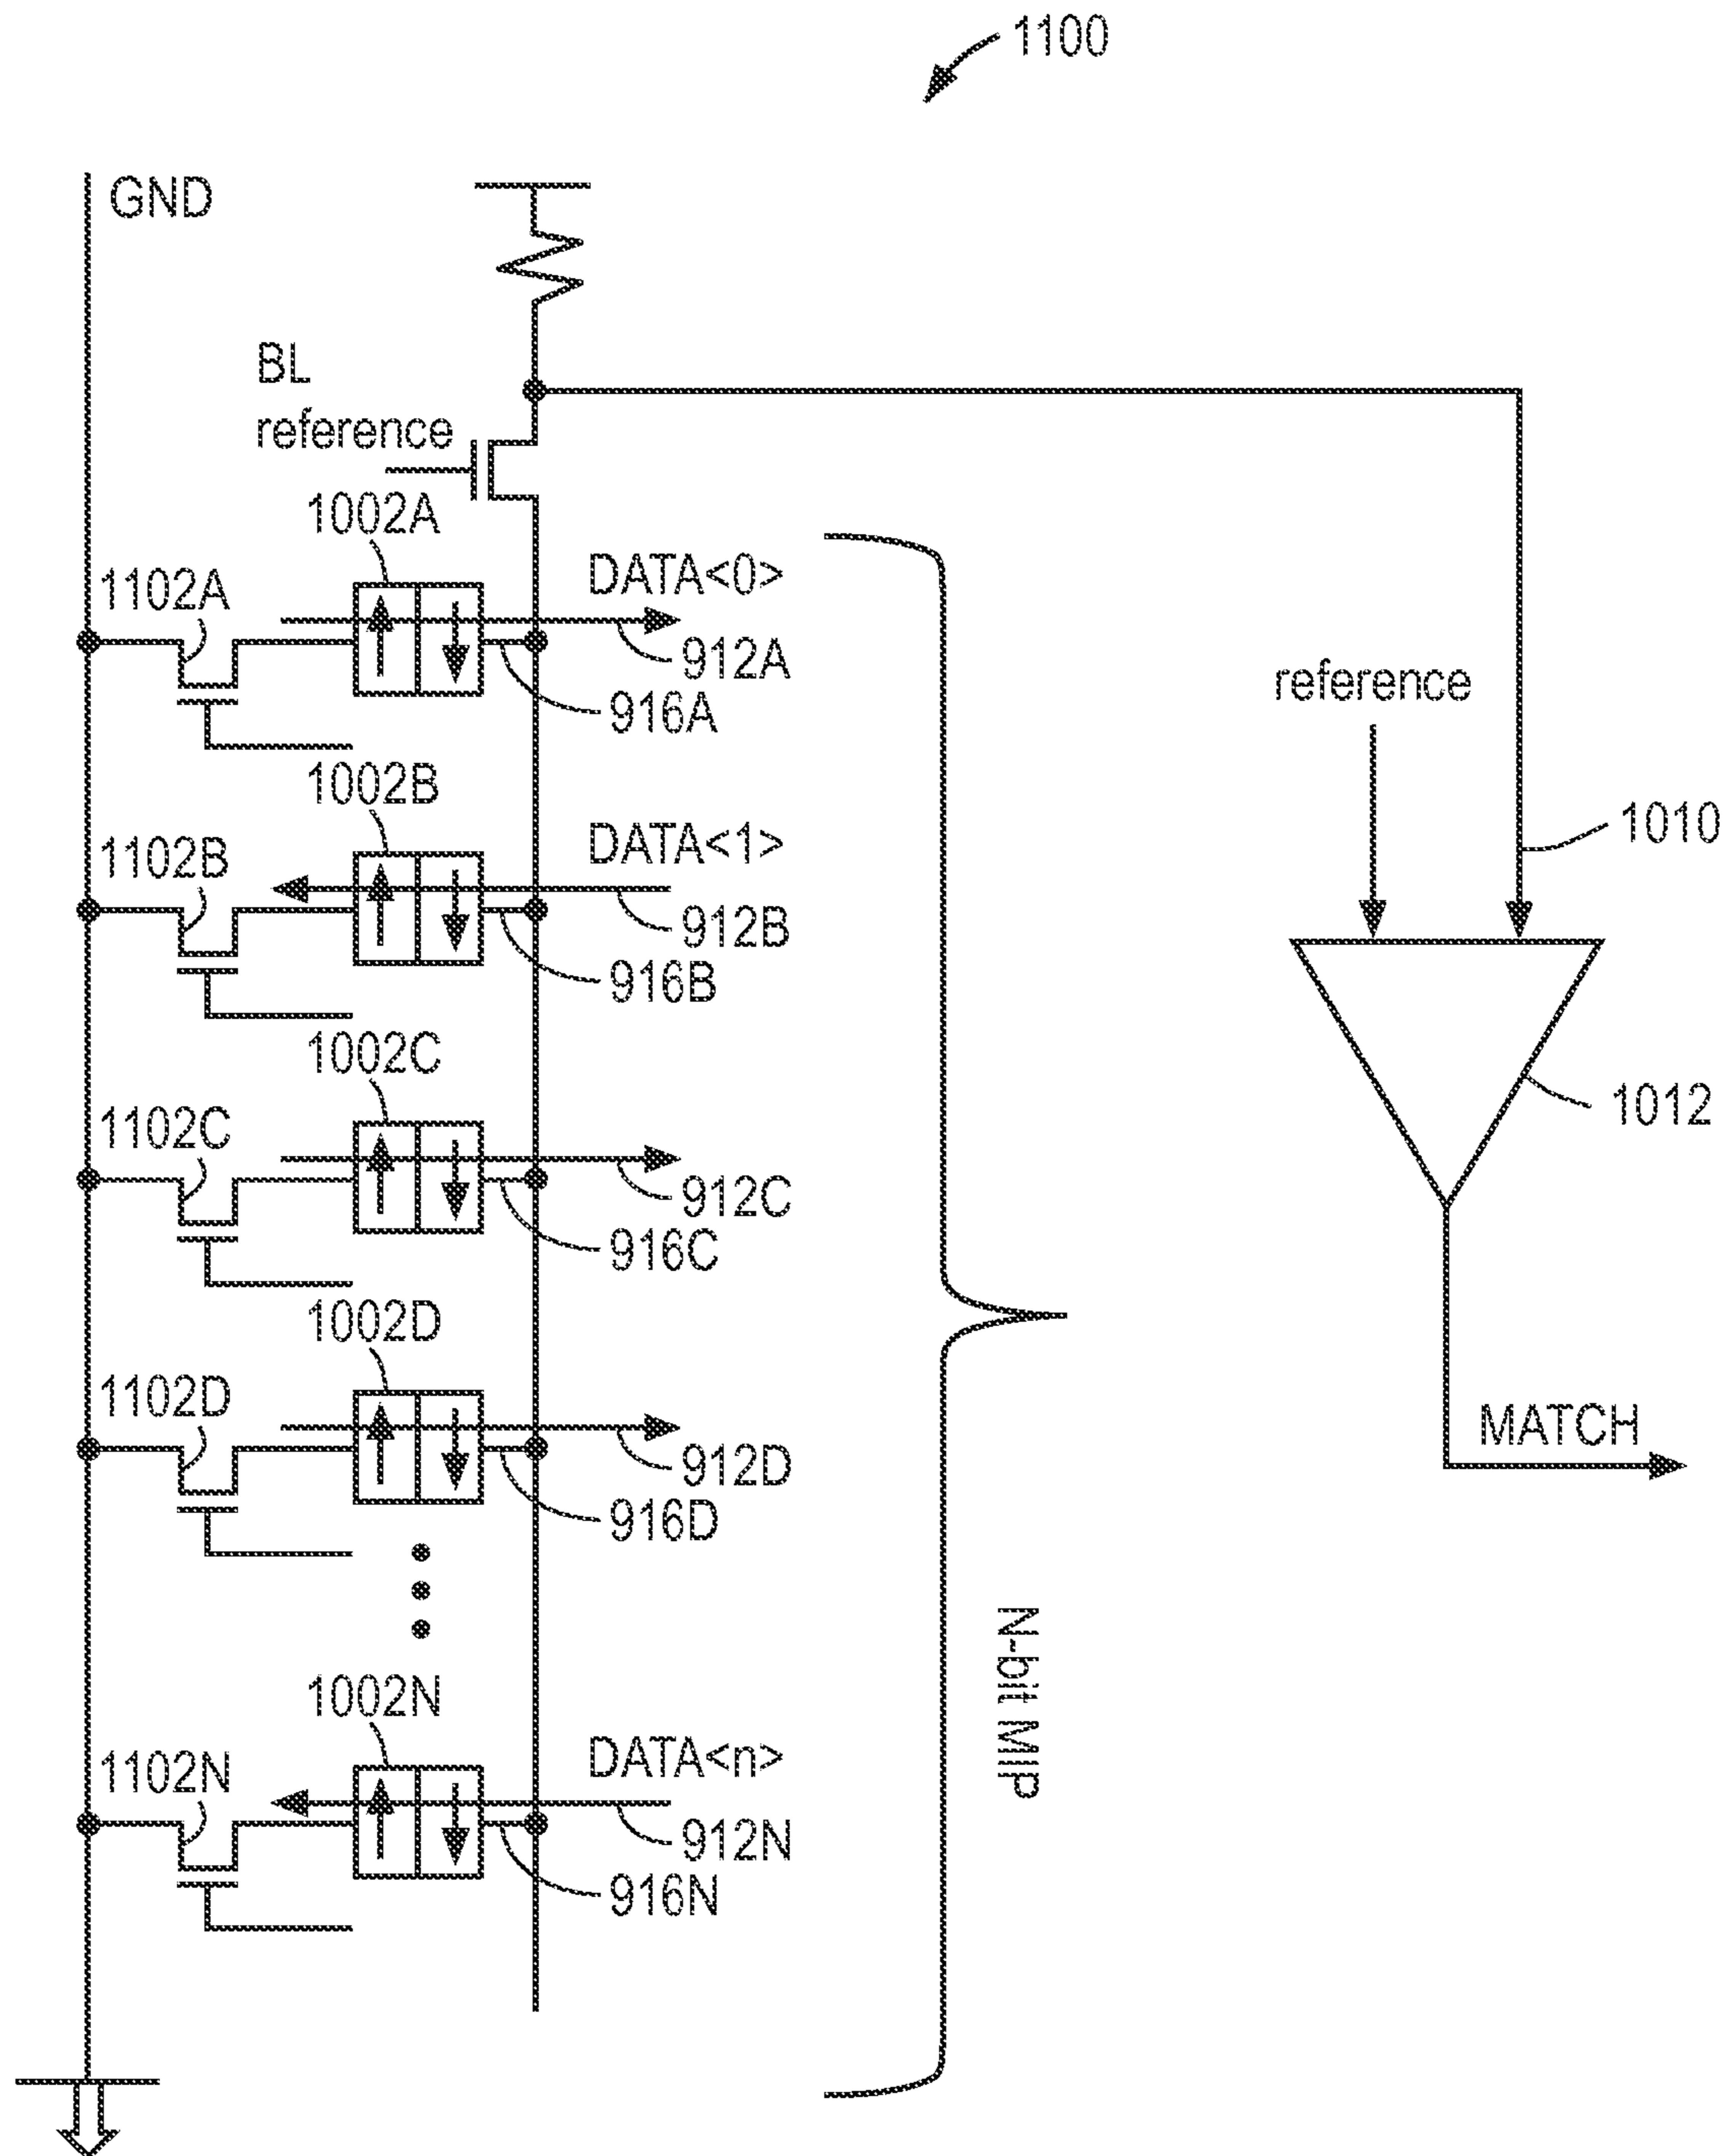 1100
GND
BL
reference
1002A
1102A
DATA<0>
912A
916A
reference
1002B
1102B
DATA<1>
1010
912B
916B
1002C
1102C
1012
912C
916C
1002D
1102D
MATCH
912D
916D
N-bit MIP
1002N
1102N
DATA<n>
912N
916N